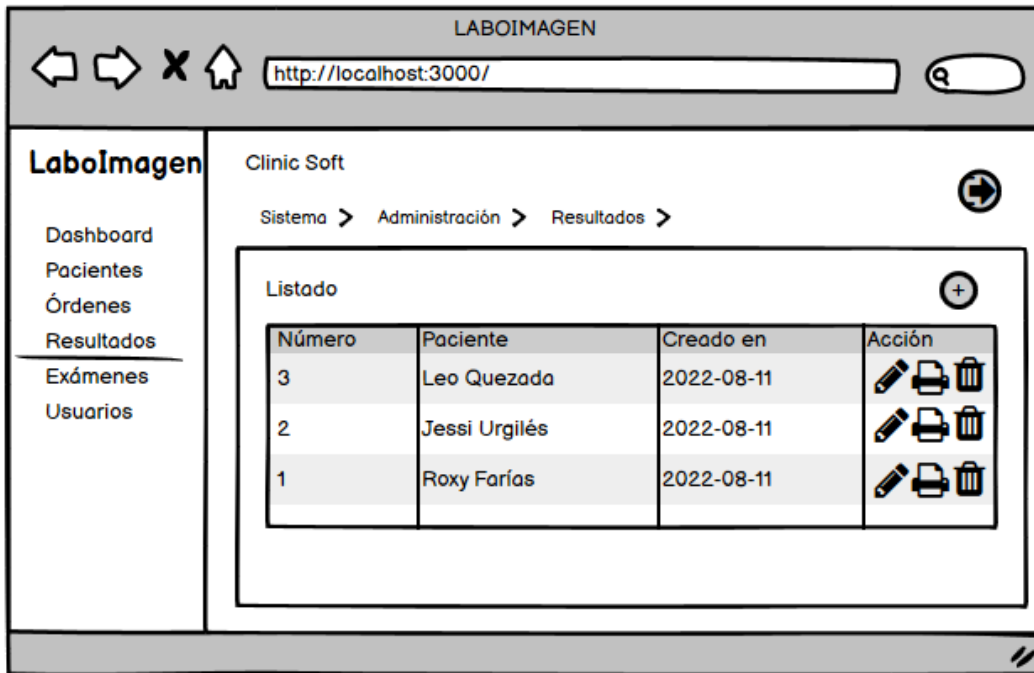 LABOIMAGEN
http://localhost:3000/
LaboImagen
Dashboard
Pacientes
Órdenes
Resultados
Exámenes
Usuarios
Clinic Soft
Sistema > Administración > Resultados >
Listado
+
Número Paciente Creado en Acción
3 Leo Quezada 2022-08-11
2 Jessi Urgilés 2022-08-11
1 Roxy Farías 2022-08-11